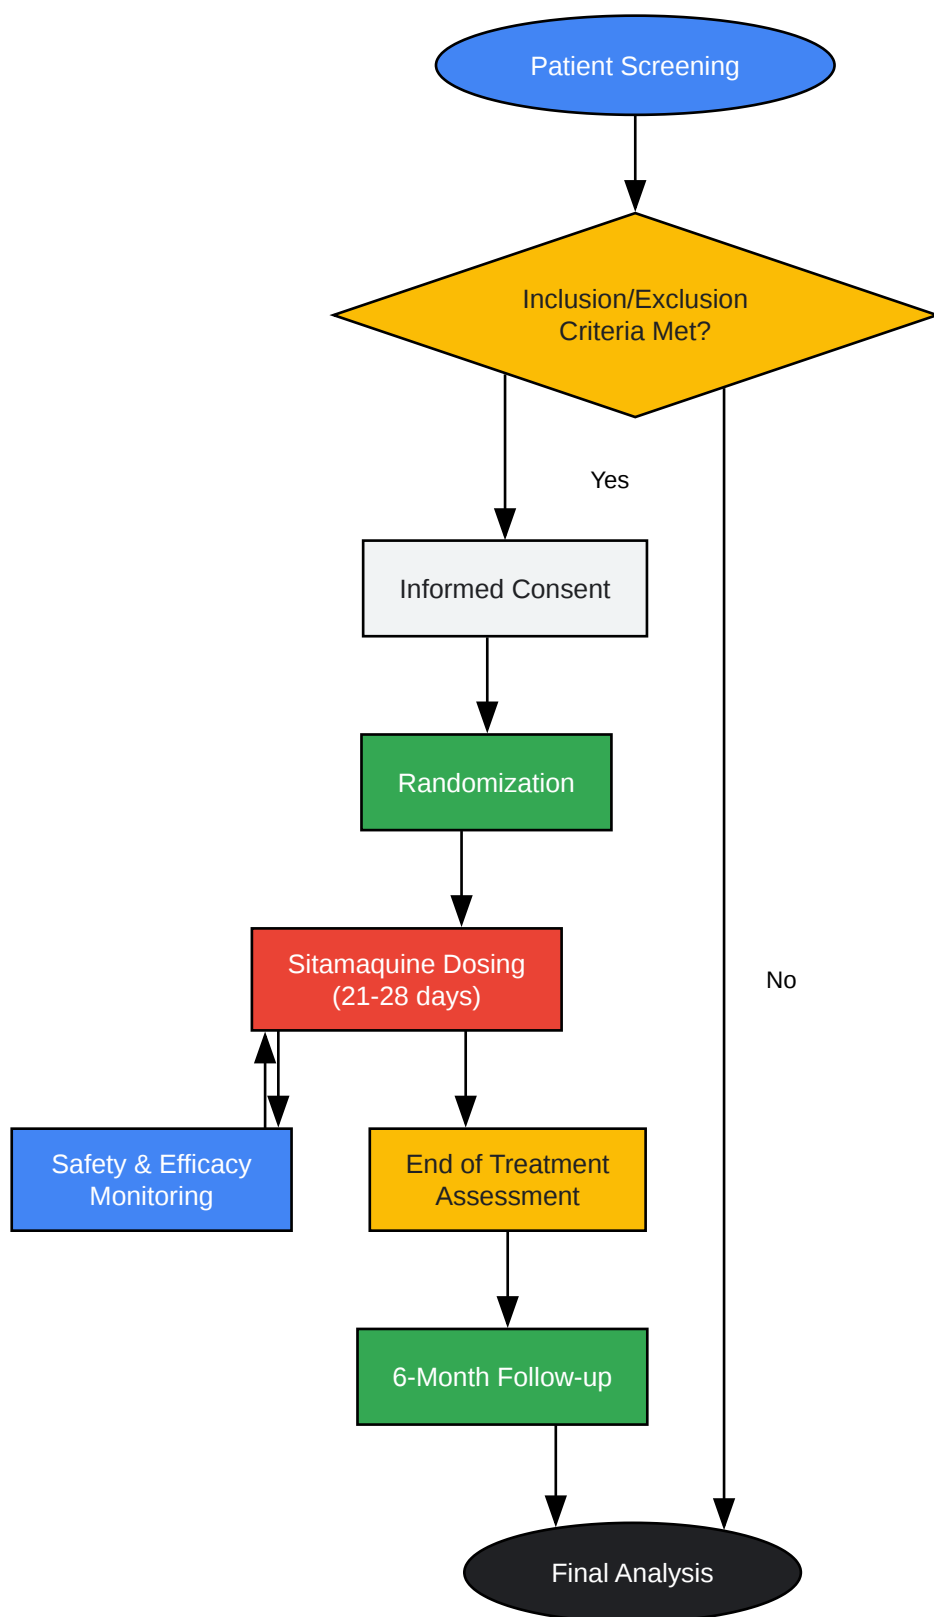 Patient Screening
Inclusion/Exclusion
Criteria Met?
Yes
Informed Consent
Randomization
Sitamaquine Dosing
(21-28 days)
No
Safety & Efficacy
Monitoring
End of Treatment
Assessment
6-Month Follow-up
Final Analysis